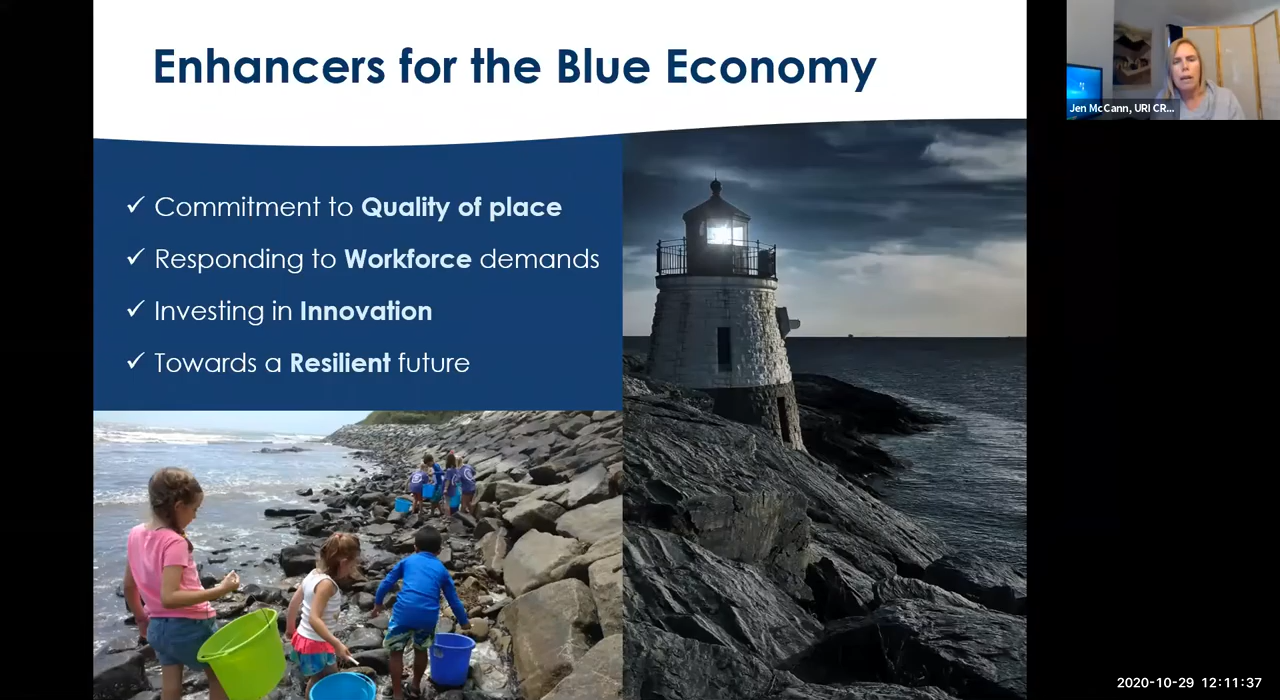 Enhancers for the Blue Economy
✓ Commitment to Quality of place
✓ Responding to Workforce demands
✓ Investing in Innovation
✓ Towards a Resilient future
Jen McCann, URI CR...
2020-10-29 12:11:37